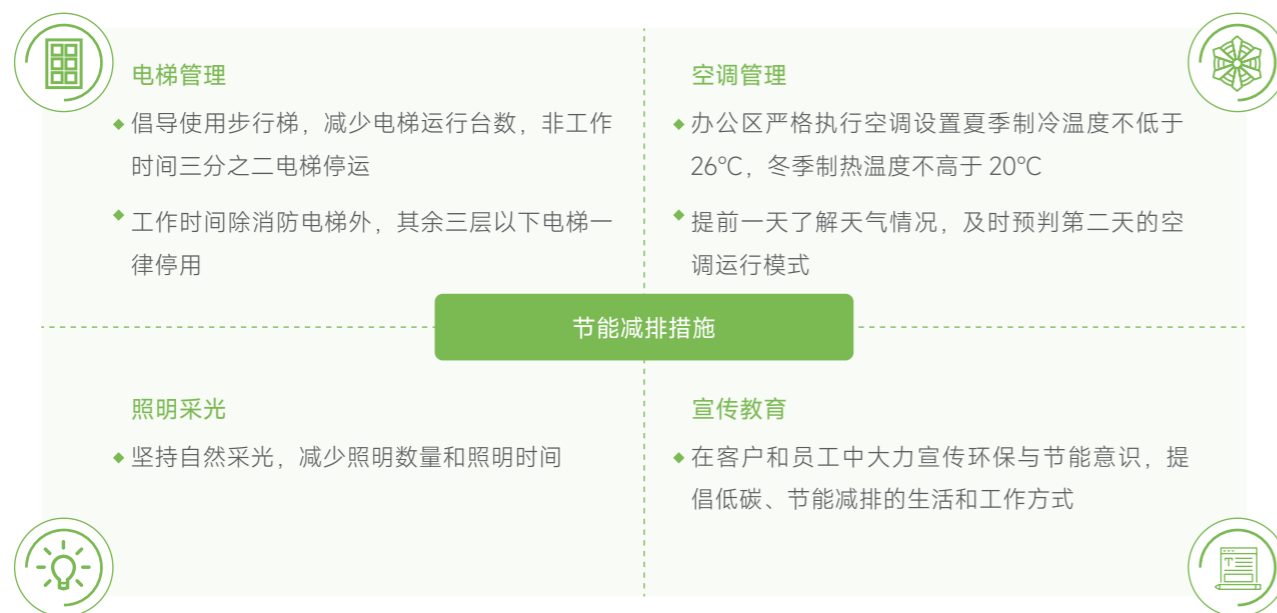 电梯管理
倡导使用步行梯，减少电梯运行台数，非工作
时间三分之二电梯停运
工作时间除消防电梯外，其余三层以下电梯一
律停用
空调管理
办公区严格执行空调设置夏季制冷温度不低于
26℃，冬季制热温度不高于 20℃
提前一天了解天气情况，及时预判第二天的空
调运行模式
节能减排措施
照明采光
坚持自然采光，减少照明数量和照明时间
宣传教育
在客户和员工中大力宣传环保与节能意识，提
倡低碳、节能减排的生活和工作方式
T